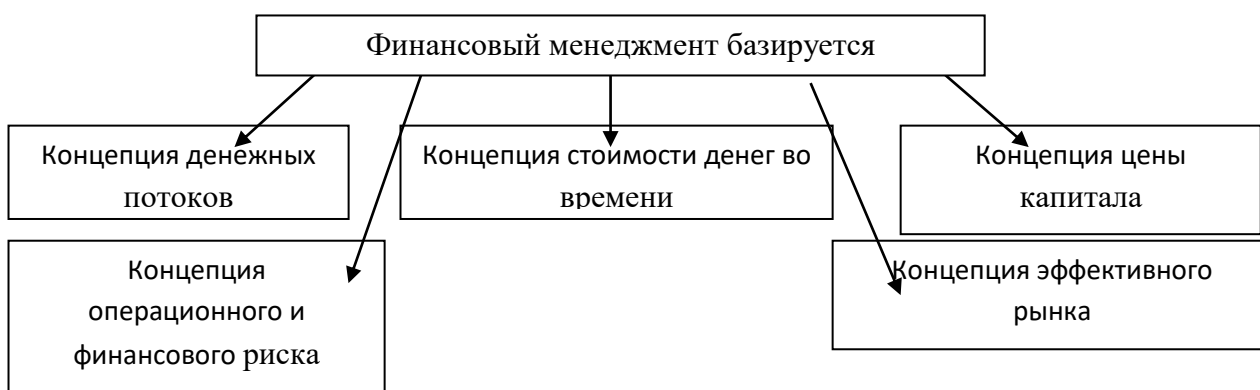 Финансовый менеджмент базируется
Концепция денежных
потоков
Концепция стоимости денег во
времени
Концепция цены
капитала
Концепция
операционного и
финансового риска
Концепция эффективного
рынка